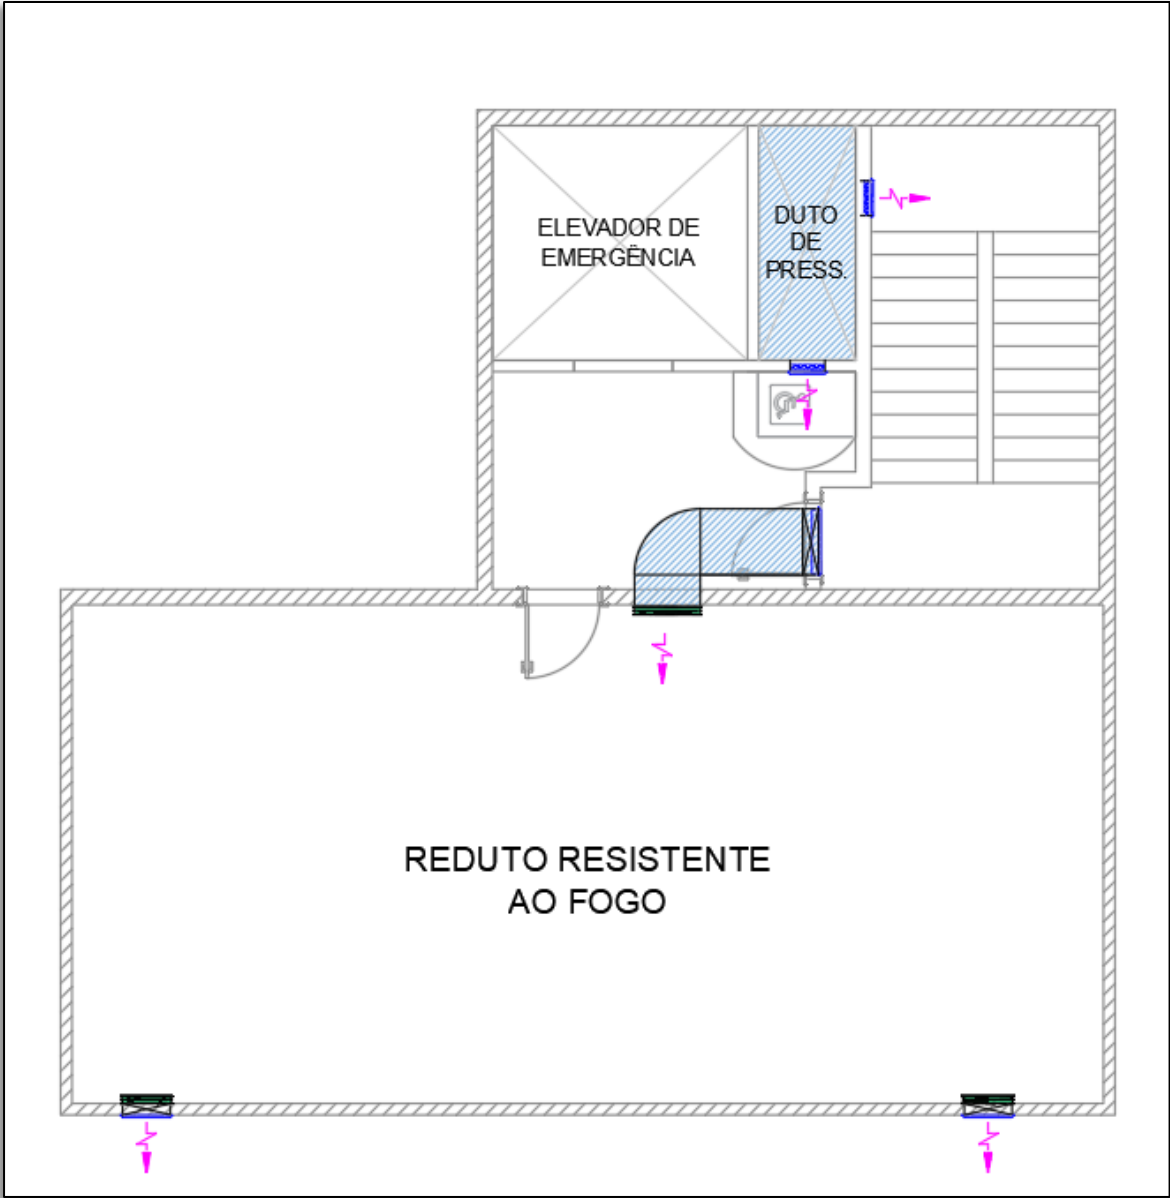 ELEVADOR DE
EMERGÊNCIA
DUTO
DE
PRESS.
REDUTO RESISTENTE
AO FOGO